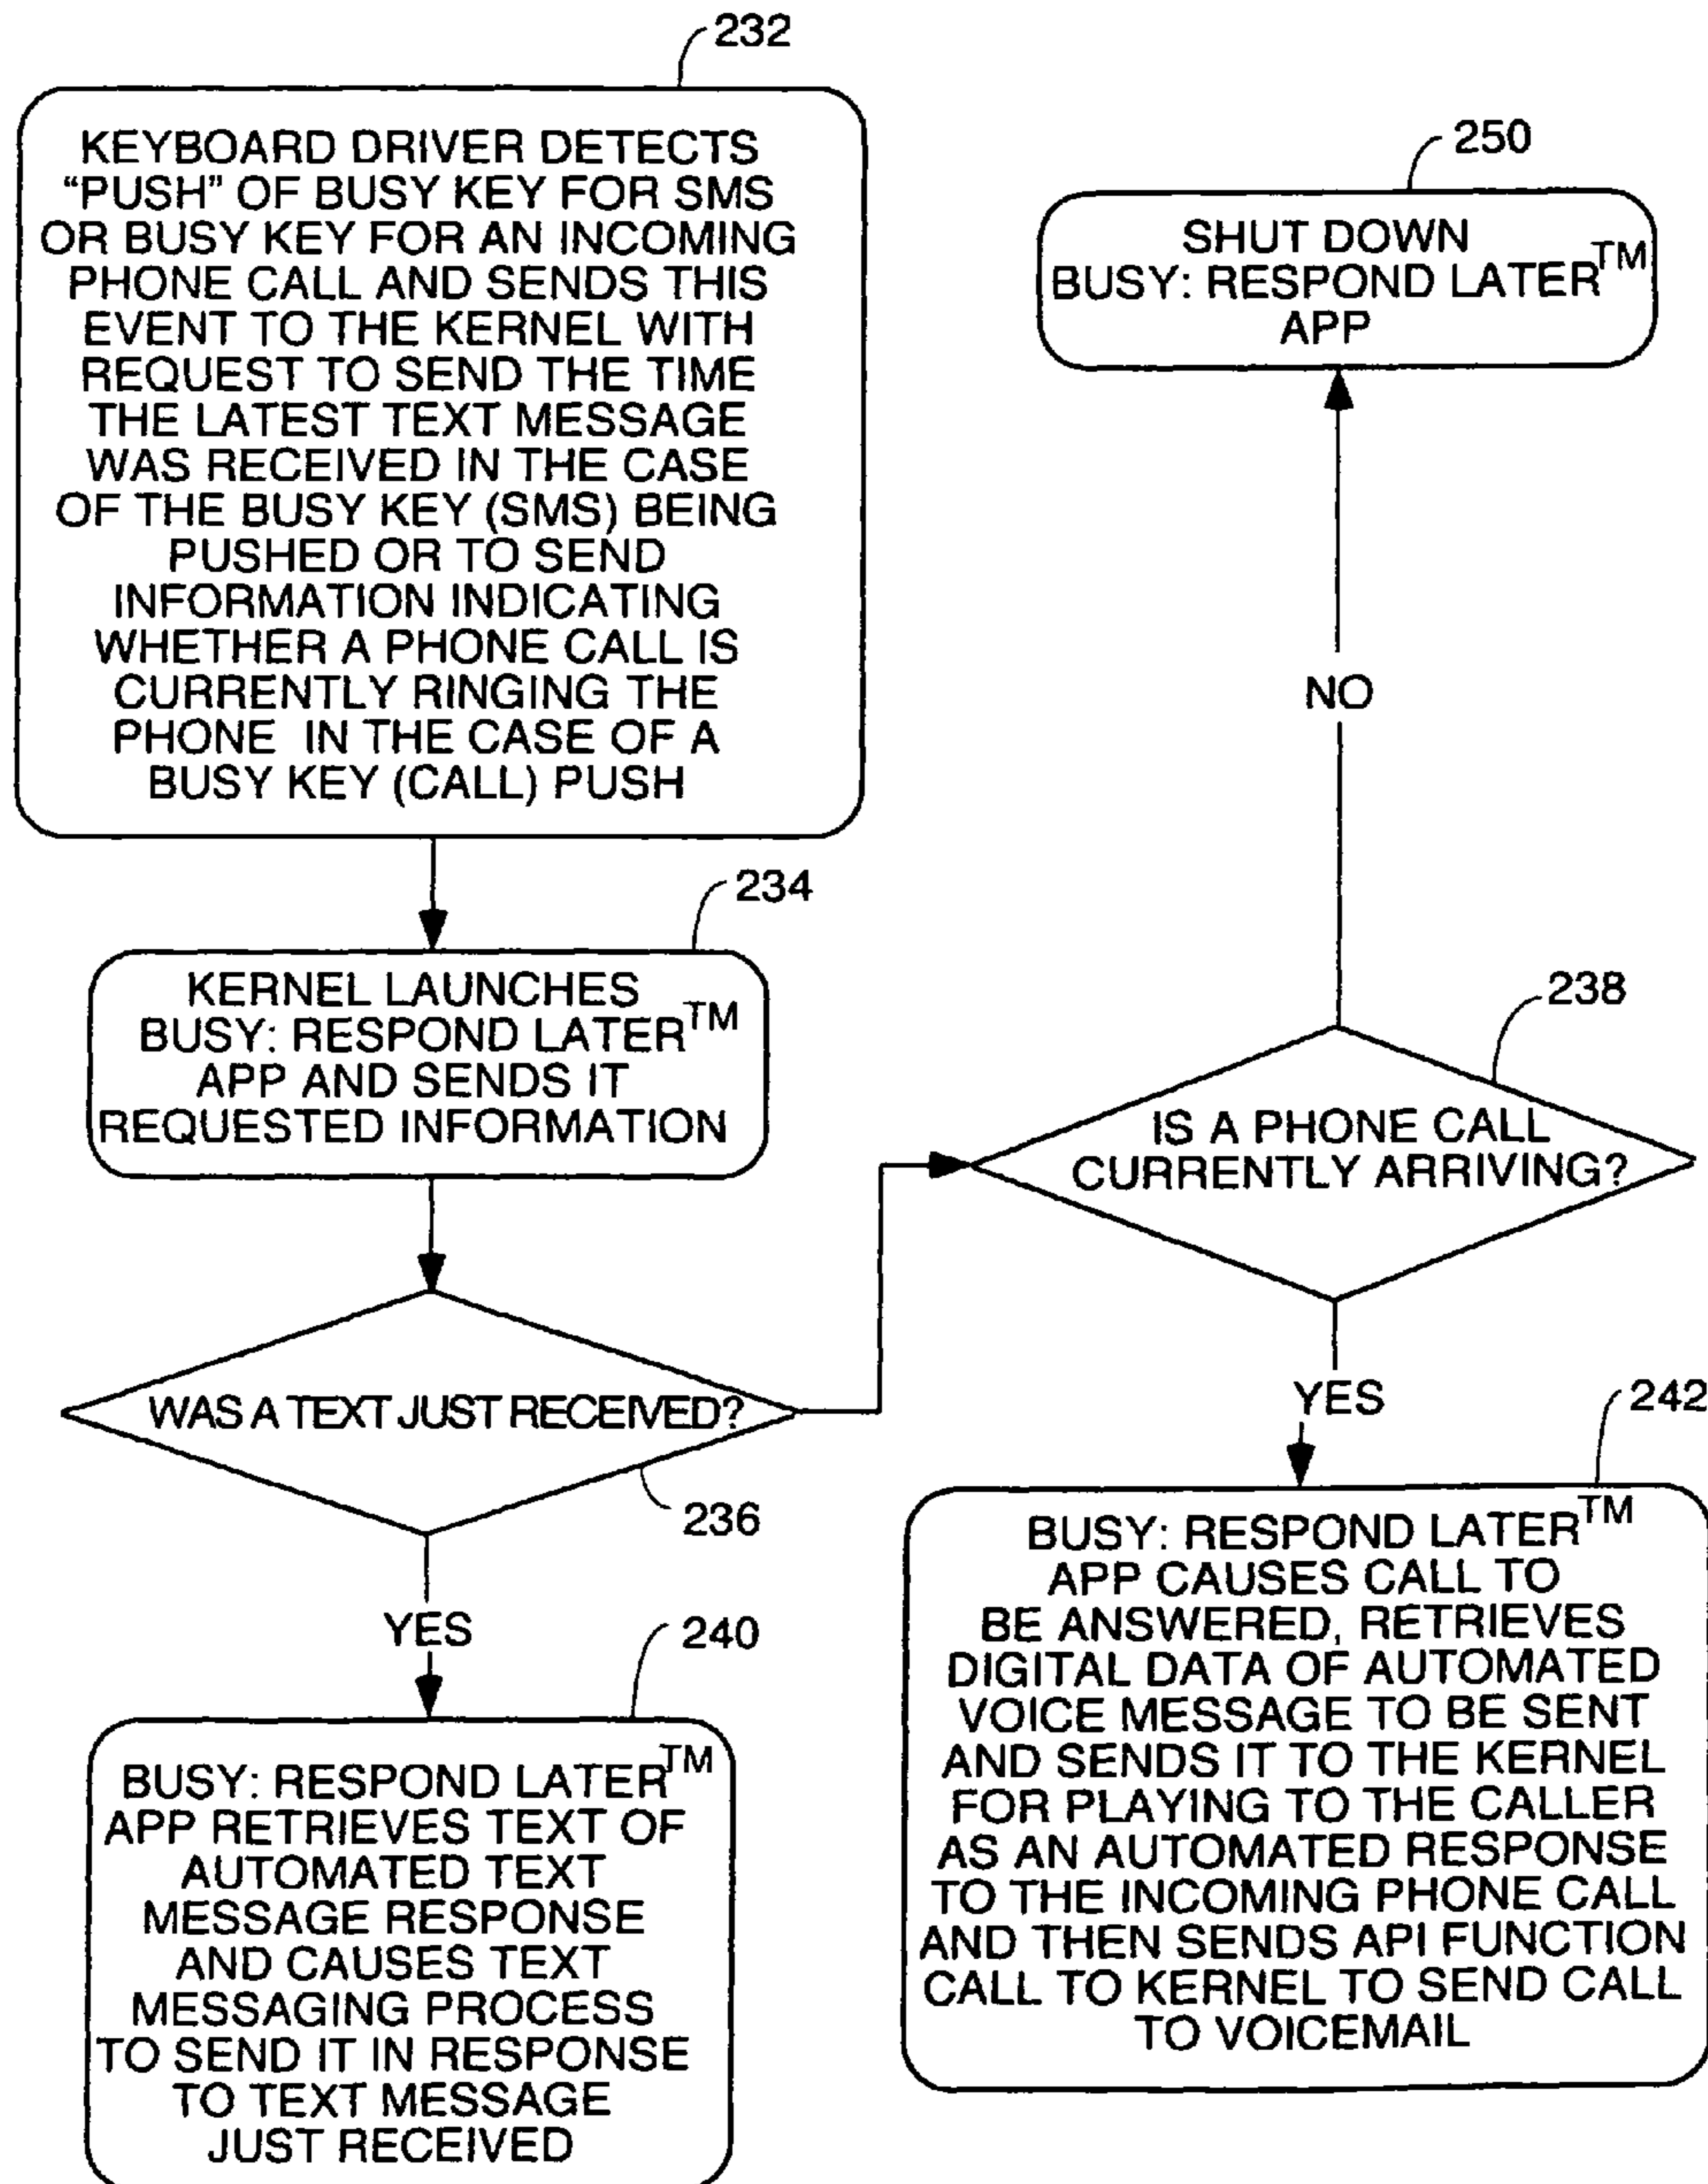 232
KEYBOARD DRIVER DETECTS
“PUSH” OF BUSY KEY FOR SMS
OR BUSY KEY FOR AN INCOMING
PHONE CALL AND SENDS THIS
EVENT TO THE KERNEL WITH
REQUEST TO SEND THE TIME
THE LATEST TEXT MESSAGE
WAS RECEIVED IN THE CASE
OF THE BUSY KEY (SMS) BEING
PUSHED OR TO SEND
INFORMATION INDICATING
WHETHER A PHONE CALL IS
CURRENTLY RINGING THE
PHONE IN THE CASE OF A
BUSY KEY (CALL) PUSH
234
KERNEL LAUNCHES
BUSY: RESPOND LATER™
APP AND SENDS IT
REQUESTED INFORMATION
WAS A TEXT JUST RECEIVED?
236
YES
240
BUSY: RESPOND LATER™
APP RETRIEVES TEXT OF
AUTOMATED TEXT
MESSAGE RESPONSE
AND CAUSES TEXT
MESSAGING PROCESS
TO SEND IT IN RESPONSE
TO TEXT MESSAGE
JUST RECEIVED
250
SHUT DOWN
BUSY: RESPOND LATER™
APP
NO
238
IS A PHONE CALL
CURRENTLY ARRIVING?
YES
242
BUSY: RESPOND LATER™
APP CAUSES CALL TO
BE ANSWERED, RETRIEVES
DIGITAL DATA OF AUTOMATED
VOICE MESSAGE TO BE SENT
AND SENDS IT TO THE KERNEL
FOR PLAYING TO THE CALLER
AS AN AUTOMATED RESPONSE
TO THE INCOMING PHONE CALL
AND THEN SENDS API FUNCTION
CALL TO KERNEL TO SEND CALL
TO VOICEMAIL